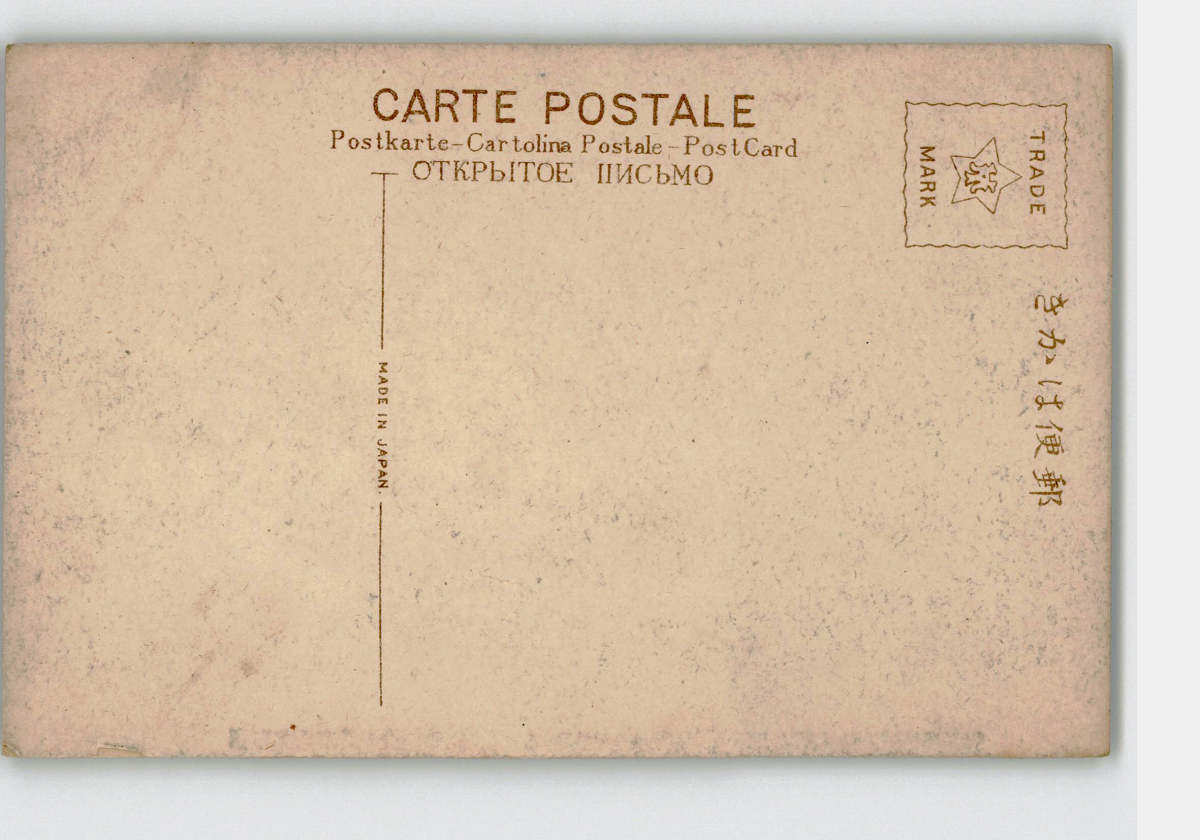 CARTE POSTALE
Postkarte-Cartolina Postale-PostCard
ОТКРЫТОЕ ПИСЬМО
TRADE
MARK
MADE IN JAPAN.
きかは便郵